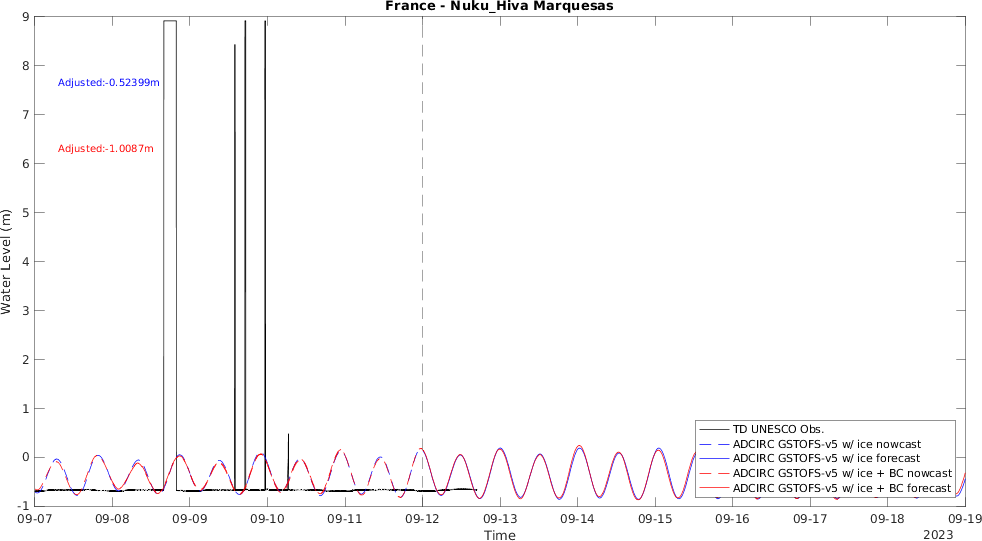 France - Nuku_Hiva Marquesas
9
8
7
6
5
4
3
2
1
0
-1
Water Level (m)
Adjusted:-0.52399m
Adjusted:-1.0087m
TD UNESCO Obs.
ADCIRC GSTOFS-v5 w/ ice nowcast
ADCIRC GSTOFS-v5 w/ ice forecast
ADCIRC GSTOFS-v5 w/ ice + BC nowcast
ADCIRC GSTOFS-v5 w/ ice + BC forecast
09-07 09-08 09-09 09-10 09-11 09-12 09-13 09-14 09-15 09-16 09-17 09-18 09-19
Time
2023